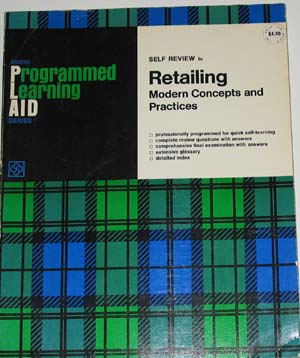 $4.50
Irwin
Programmed
Learning
AID
SERIES
SELF REVIEW in
Retailing
Modern Concepts and
Practices
professionally programmed for quick self-learning
complete review questions with answers
comprehensive final examination with answers
extensive glossary
detailed index